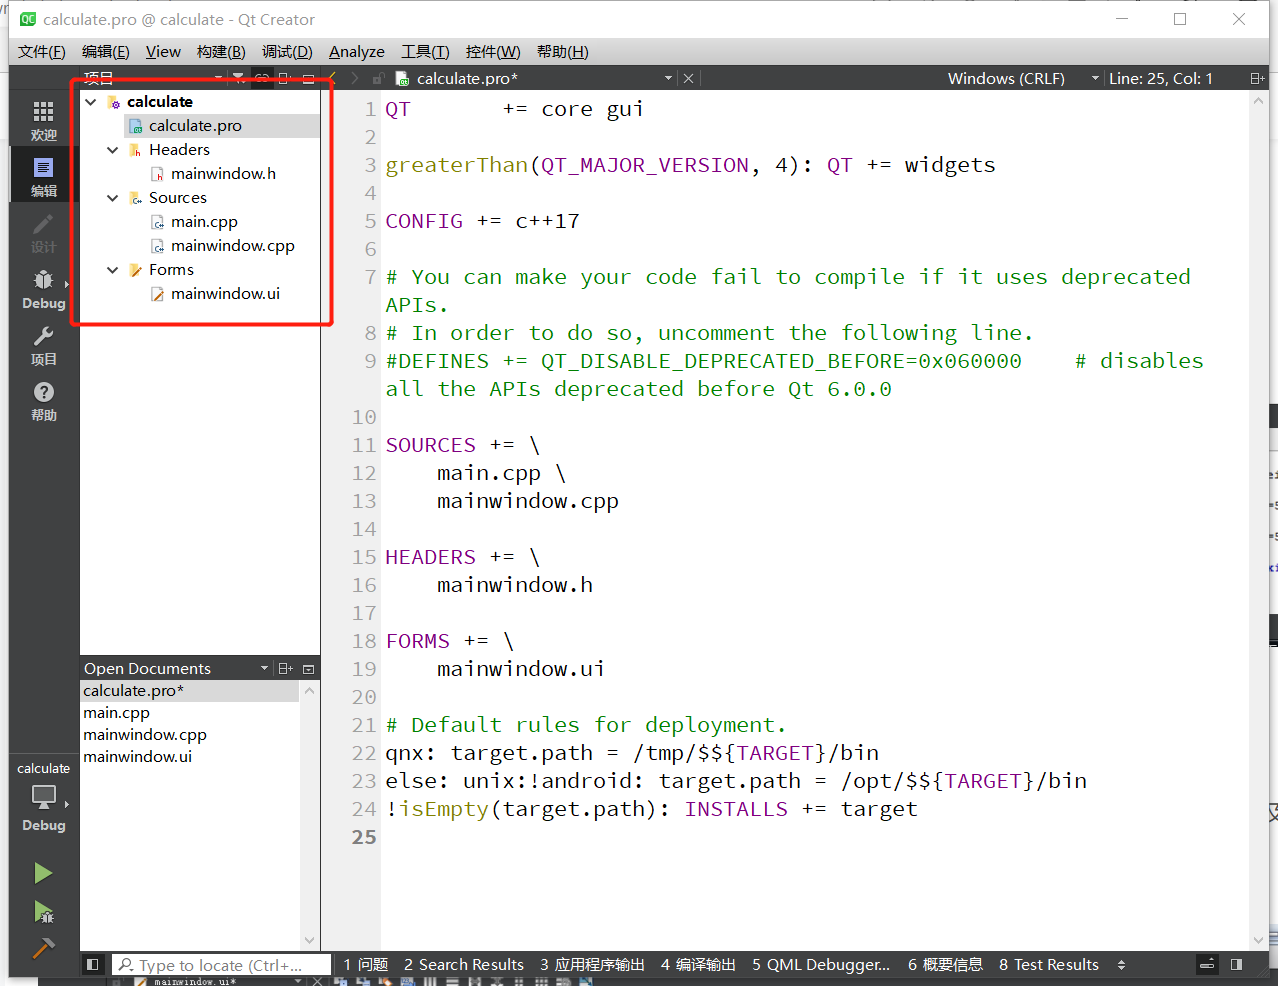 calculate.pro @ calculate - Qt Creator
文件(F) 编辑(E) View 构建(B) 调试(D) Analyze 工具(T) 控件(W) 帮助(H)
项目
calculate.pro*
Windows (CRLF)
Line: 25, Col: 1
欢迎
编辑
设计
Debug
项目
帮助
calculate
calculate.pro
Headers
mainwindow.h
Sources
main.cpp
mainwindow.cpp
Forms
mainwindow.ui
1 QT       += core gui
2
3 greaterThan(QT_MAJOR_VERSION, 4): QT += widgets
4
5 CONFIG += c++17
6
7 # You can make your code fail to compile if it uses deprecated
APIs.
8 # In order to do so, uncomment the following line.
9 #DEFINES += QT_DISABLE_DEPRECATED_BEFORE=0x060000    # disables
all the APIs deprecated before Qt 6.0.0
10
11 SOURCES += \
12     main.cpp \
13     mainwindow.cpp
14
15 HEADERS += \
16     mainwindow.h
17
18 FORMS += \
19     mainwindow.ui
20
21 # Default rules for deployment.
22 qnx: target.path = /tmp/$${TARGET}/bin
23 else: unix:!android: target.path = /opt/$${TARGET}/bin
24 !isEmpty(target.path): INSTALLS += target
25
Open Documents
calculate.pro*
main.cpp
mainwindow.cpp
mainwindow.ui
calculate
Debug
Type to locate (Ctrl+...
1 问题 2 Search Results 3 应用程序输出 4 编译输出 5 QML Debugger... 6 概要信息 8 Test Results
mainwindow.ui*